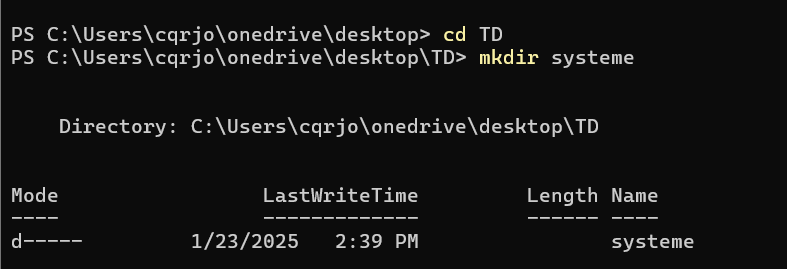 PS C:\Users\cqrjo\onedrive\desktop> cd TD
PS C:\Users\cqrjo\onedrive\desktop\TD> mkdir systeme
Directory: C:\Users\cqrjo\onedrive\desktop\TD
Mode                 LastWriteTime         Length Name
----                 -------------         ------ ----
d-----         1/23/2025   2:39 PM                systeme